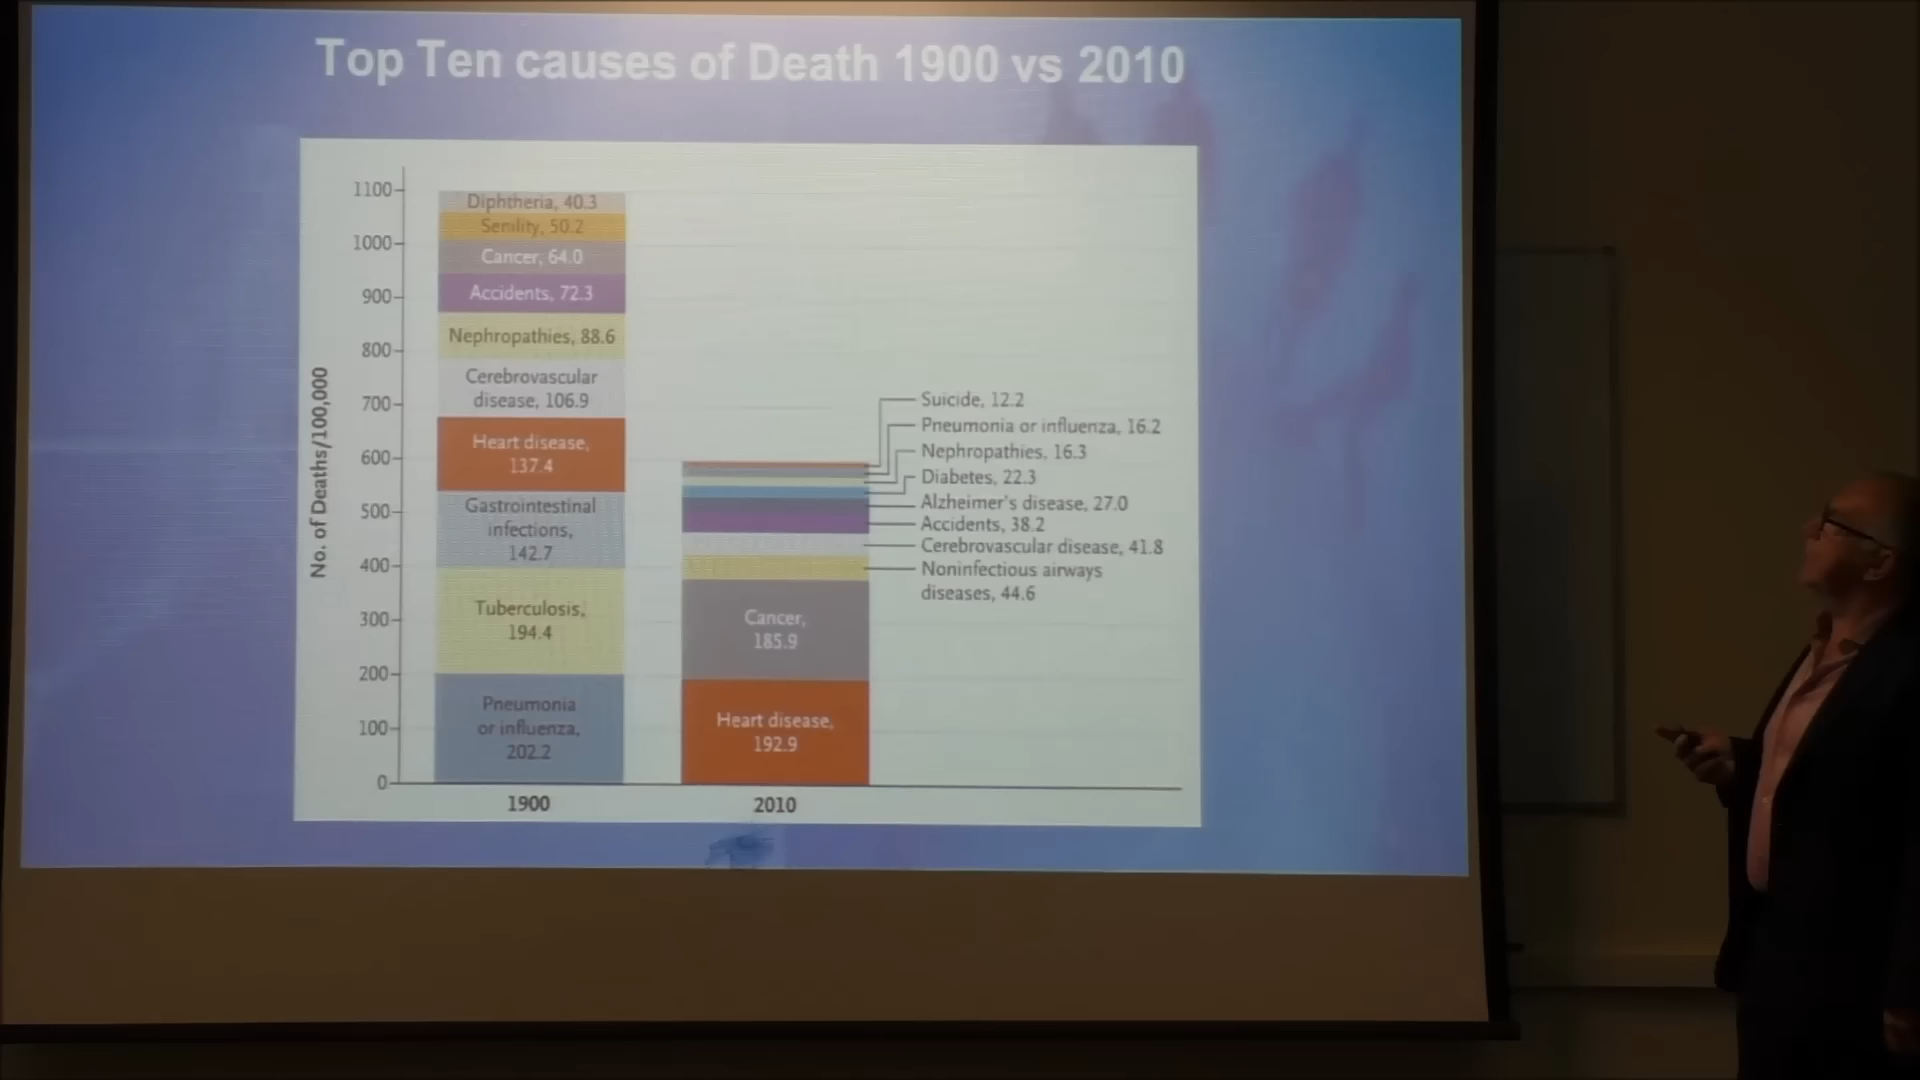 Top Ten causes of Death 1900 vs 2010
No. of Deaths/100,000
1100
1000
900
800
700
600
500
400
300
200
100
0
Diphtheria, 40.3
Senility, 50.2
Cancer, 64.0
Accidents, 72.3
Nephropathies, 88.6
Cerebrovascular
disease, 106.9
Heart disease,
137.4
Gastrointestinal
infections,
142.7
Tuberculosis,
194.4
Pneumonia
or influenza,
202.2
1900
Suicide, 12.2
Pneumonia or influenza, 16.2
Nephropathies, 16.3
Diabetes, 22.3
Alzheimer's disease, 27.0
Accidents, 38.2
Cerebrovascular disease, 41.8
Noninfectious airways
diseases, 44.6
Cancer,
185.9
Heart disease,
192.9
2010